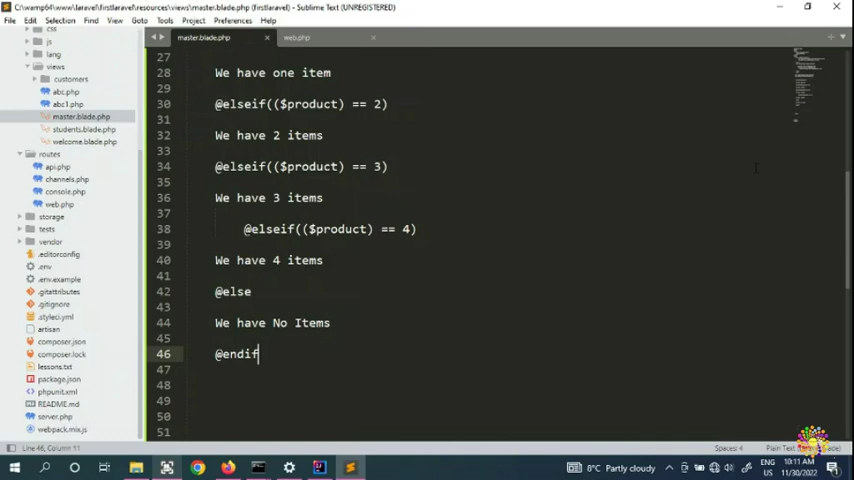 C:\wamp64\www\laravel\firstlaravel\resources\views\master.blade.php (firstlaravel) - Sublime Text (UNREGISTERED)
File Edit Selection Find View Goto Tools Project Preferences Help
css
js
lang
views
customers
abc.php
abc1.php
master.blade.php
students.blade.php
welcome.blade.php
routes
api.php
channels.php
console.php
web.php
storage
tests
vendor
.editorconfig
.env
.env.example
.gitattributes
.gitignore
.styleci.yml
artisan
composer.json
composer.lock
lessons.txt
package.json
phpunit.xml
README.md
server.php
webpack.mix.js
master.blade.php × web.php ×
27
28 We have one item
29
30 @elseif(($product) == 2)
31
32 We have 2 items
33
34 @elseif(($product) == 3)
35
36 We have 3 items
37
38 @elseif(($product) == 4)
39
40 We have 4 items
41
42 @else
43
44 We have No Items
45
46 @endif
47
48
49
50
51
Line 46, Column 11
Spaces: 4
8°C Partly cloudy
ENG
US
10:11 AM
11/30/2022